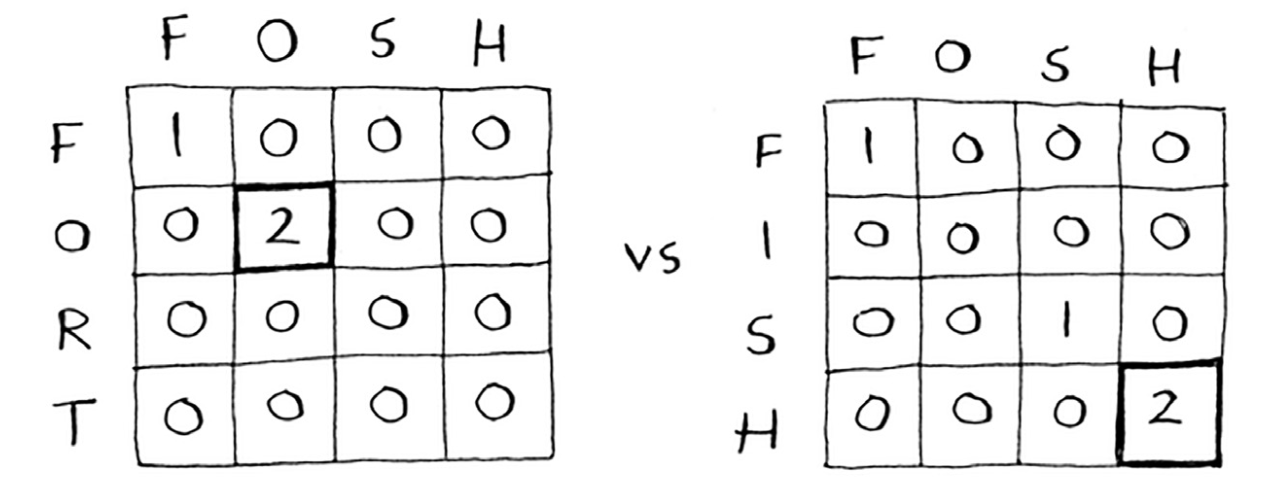 F O S H
F 1 0 0 0
O 0 2 0 0
R 0 0 0 0
T 0 0 0 0
vs
F O S H
F 1 0 0 0
I 0 0 0 0
S 0 0 1 0
H 0 0 0 2